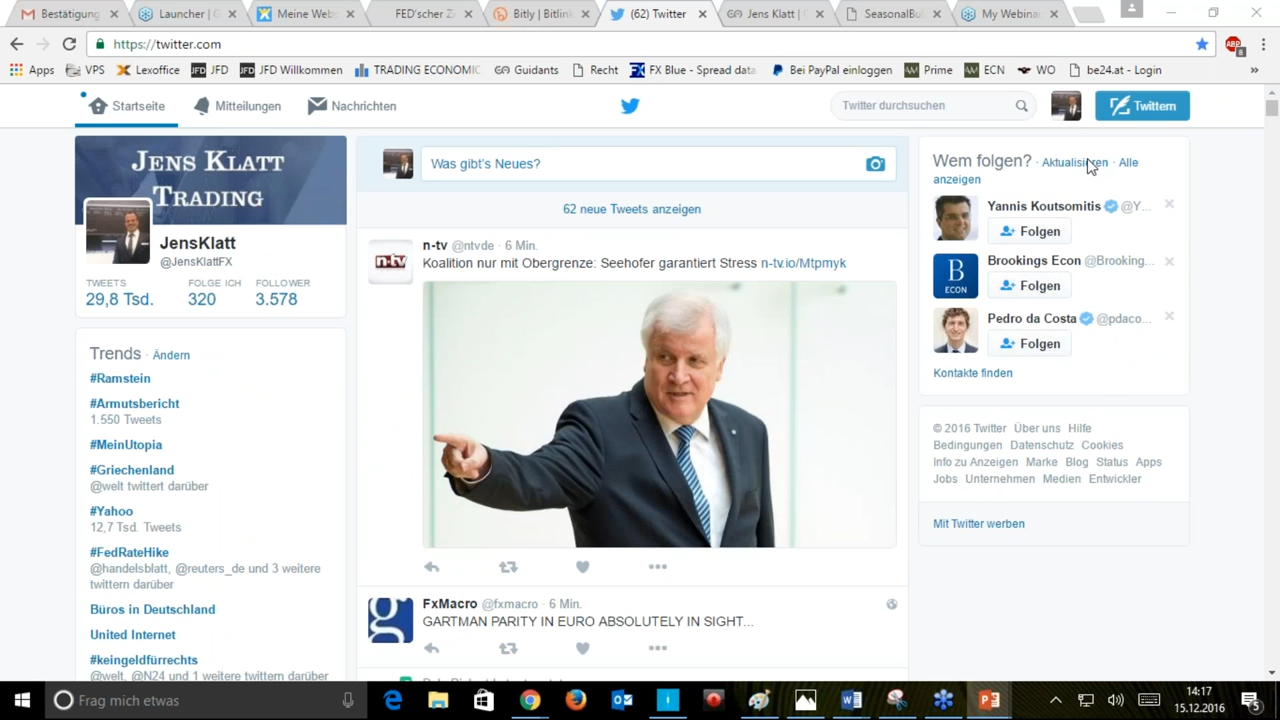 Bestätigung
Launcher | G
Meine Webs
FED'scher Z
Bitly | Bitlink
(62) Twitter
Jens Klatt | G
SeasonalBul
My Webinar
https://twitter.com
Apps
VPS
Lexoffice
JFD
JFD Willkommen
TRADING ECONOMIC
Guidants
Recht
FX Blue - Spread data
Bei PayPal einloggen
Prime
ECN
WO
be24.at - Login
»
Startseite
Mitteilungen
Nachrichten
Twitter durchsuchen
Twittern
JENS KLATT
TRADING
JensKlatt
@JensKlattFX
TWEETS FOLGE ICH FOLLOWER
29,8 Tsd. 320 3.578
Trends · Ändern
#Ramstein
#Armutsbericht
1.550 Tweets
#MeinUtopia
#Griechenland
@welt twittert darüber
#Yahoo
12,7 Tsd. Tweets
#FedRateHike
@handelsblatt, @reuters_de und 3 weitere
twittern darüber
Büros in Deutschland
United Internet
#keingeldfürrechts
@welt, @N24 und 1 weitere twittern darüber
Was gibt's Neues?
62 neue Tweets anzeigen
n-tv @ntvde · 6 Min.
Koalition nur mit Obergrenze: Seehofer garantiert Stress n-tv.io/Mtpmyk
n-tv
FxMacro @fxmacro · 6 Min.
GARTMAN PARITY IN EURO ABSOLUTELY IN SIGHT...
Wem folgen? · Aktualisieren · Alle
anzeigen
Yannis Koutsomitis @Y...
Folgen
Brookings Econ @Brooking...
B
ECON
Folgen
Pedro da Costa @pdaco...
Folgen
Kontakte finden
© 2016 Twitter Über uns Hilfe
Bedingungen Datenschutz Cookies
Info zu Anzeigen Marke Blog Status Apps
Jobs Unternehmen Medien Entwickler
Mit Twitter werben
Frag mich etwas
14:17
15.12.2016
5